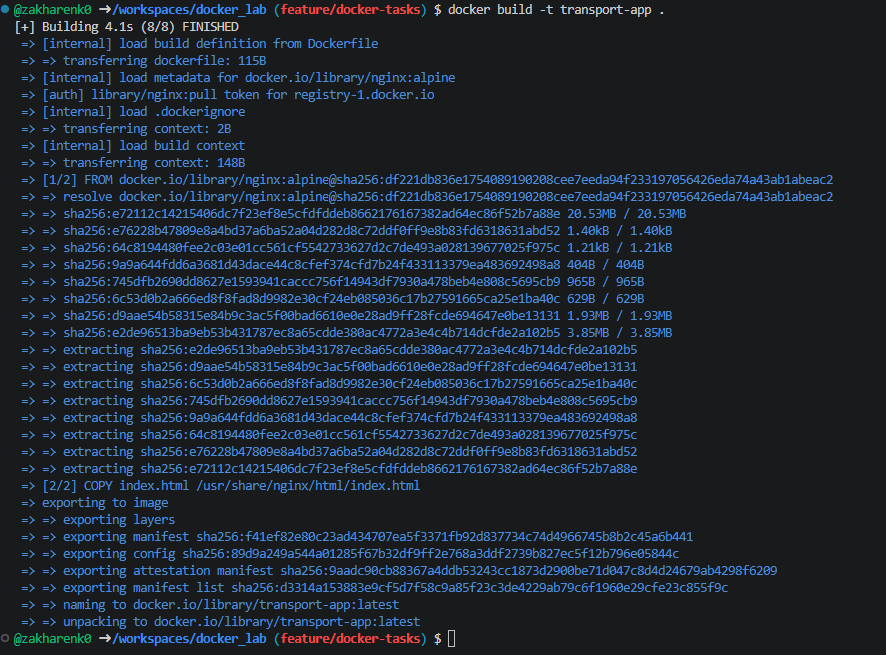 @zakharenk0 ➜/workspaces/docker_lab (feature/docker-tasks) $ docker build -t transport-app .
[+] Building 4.1s (8/8) FINISHED
=> [internal] load build definition from Dockerfile
=> => transferring dockerfile: 115B
=> [internal] load metadata for docker.io/library/nginx:alpine
=> [auth] library/nginx:pull token for registry-1.docker.io
=> [internal] load .dockerignore
=> => transferring context: 2B
=> [internal] load build context
=> => transferring context: 148B
=> [1/2] FROM docker.io/library/nginx:alpine@sha256:df221db836e1754089190208cee7eeda94f233197056426eda74a43ab1abeac2
=> => resolve docker.io/library/nginx:alpine@sha256:df221db836e1754089190208cee7eeda94f233197056426eda74a43ab1abeac2
=> => sha256:e72112c14215406dc7f23ef8e5cfdfddeb8662176167382ad64ec86f52b7a88e 20.53MB / 20.53MB
=> => sha256:e76228b47809e8a4bd37a6ba52a04d282d8c72ddf0ff9e8b83fd6318631abd52 1.40kB / 1.40kB
=> => sha256:64c8194480fee2c03e01cc561cf5542733627d2c7de493a028139677025f975c 1.21kB / 1.21kB
=> => sha256:9a9a644fdd6a3681d43dace44c8cfef374cfd7b24f433113379ea483692498a8 404B / 404B
=> => sha256:745dfb2690dd8627e1593941caccc756f14943df7930a478beb4e808c5695cb9 965B / 965B
=> => sha256:6c53d0b2a666ed8f8fad8d9982e30cf24eb085036c17b27591665ca25e1ba40c 629B / 629B
=> => sha256:d9aae54b58315e84b9c3ac5f00bad6610e0e28ad9ff28fcde694647e0be13131 1.93MB / 1.93MB
=> => sha256:e2de96513ba9eb53b431787ec8a65cdde380ac4772a3e4c4b714dcfde2a102b5 3.85MB / 3.85MB
=> => extracting sha256:e2de96513ba9eb53b431787ec8a65cdde380ac4772a3e4c4b714dcfde2a102b5
=> => extracting sha256:d9aae54b58315e84b9c3ac5f00bad6610e0e28ad9ff28fcde694647e0be13131
=> => extracting sha256:6c53d0b2a666ed8f8fad8d9982e30cf24eb085036c17b27591665ca25e1ba40c
=> => extracting sha256:745dfb2690dd8627e1593941caccc756f14943df7930a478beb4e808c5695cb9
=> => extracting sha256:9a9a644fdd6a3681d43dace44c8cfef374cfd7b24f433113379ea483692498a8
=> => extracting sha256:64c8194480fee2c03e01cc561cf5542733627d2c7de493a028139677025f975c
=> => extracting sha256:e76228b47809e8a4bd37a6ba52a04d282d8c72ddf0ff9e8b83fd6318631abd52
=> => extracting sha256:e72112c14215406dc7f23ef8e5cfdfddeb8662176167382ad64ec86f52b7a88e
=> [2/2] COPY index.html /usr/share/nginx/html/index.html
=> exporting to image
=> => exporting layers
=> => exporting manifest sha256:f41ef82e80c23ad434707ea5f3371fb92d837734c74d4966745b8b2c45a6b441
=> => exporting config sha256:89d9a249a544a01285f67b32df9ff2e768a3ddf2739b827ec5f12b796e05844c
=> => exporting attestation manifest sha256:9aadc90cb88367a4ddb53243cc1873d2900be71d047c8d4d24679ab4298f6209
=> => exporting manifest list sha256:d3314a153883e9cf5d7f58c9a85f23c3de4229ab79c6f1960e29cfe23c855f9c
=> => naming to docker.io/library/transport-app:latest
=> => unpacking to docker.io/library/transport-app:latest
@zakharenk0 ➜/workspaces/docker_lab (feature/docker-tasks) $